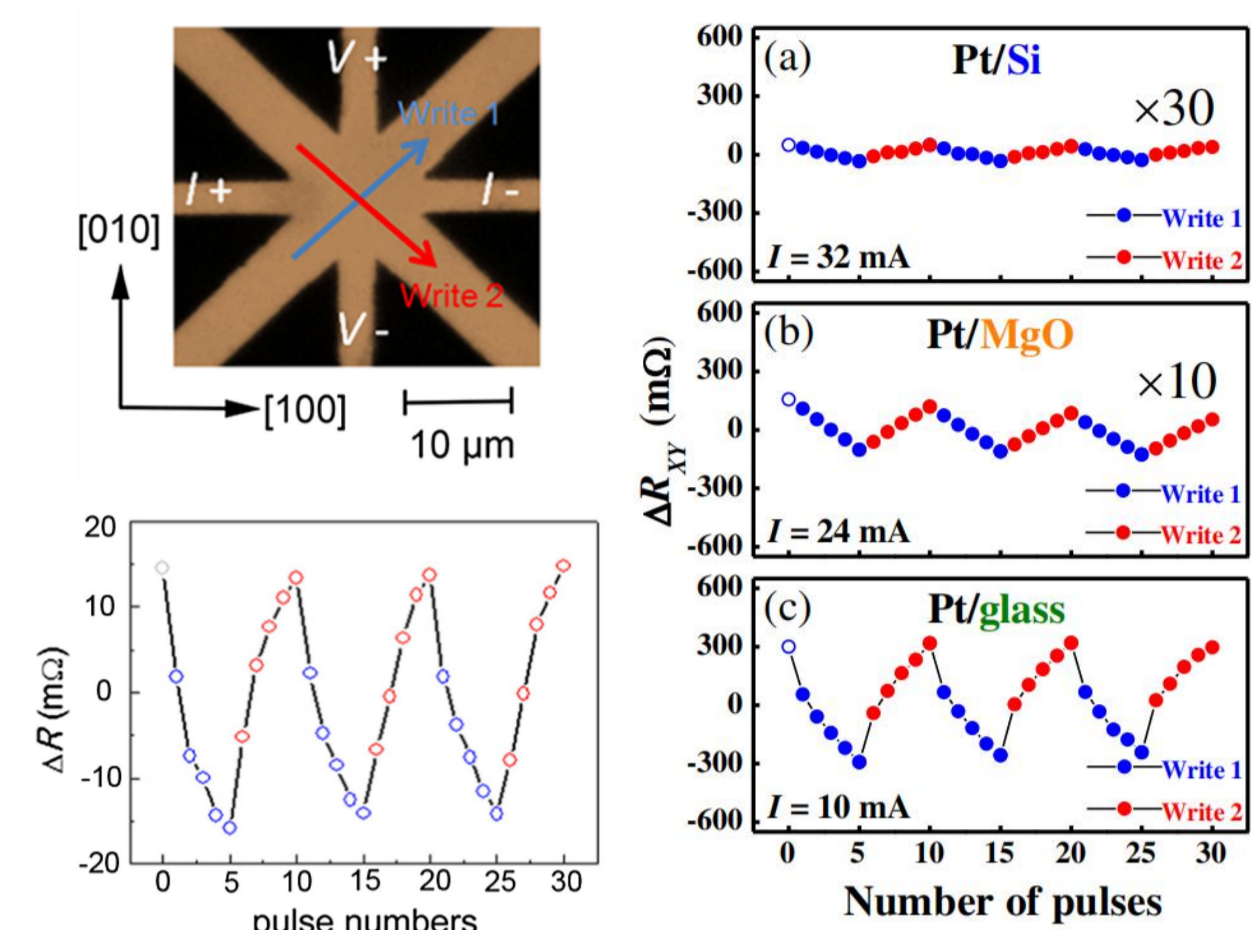 V +
Write 1
I +
I -
[010]
Write 2
V -
[100]
10 µm
20
10
0
-10
-20
ΔR (mΩ)
0 5 10 15 20 25 30
pulse numbers
ΔR_XY (mΩ)
600
300
0
-300
-600
(a)
Pt/Si
×30
Write 1
Write 2
I = 32 mA
600
300
0
-300
-600
(b)
Pt/MgO
×10
Write 1
Write 2
I = 24 mA
600
300
0
-300
-600
(c)
Pt/glass
Write 1
Write 2
I = 10 mA
0 5 10 15 20 25 30
Number of pulses